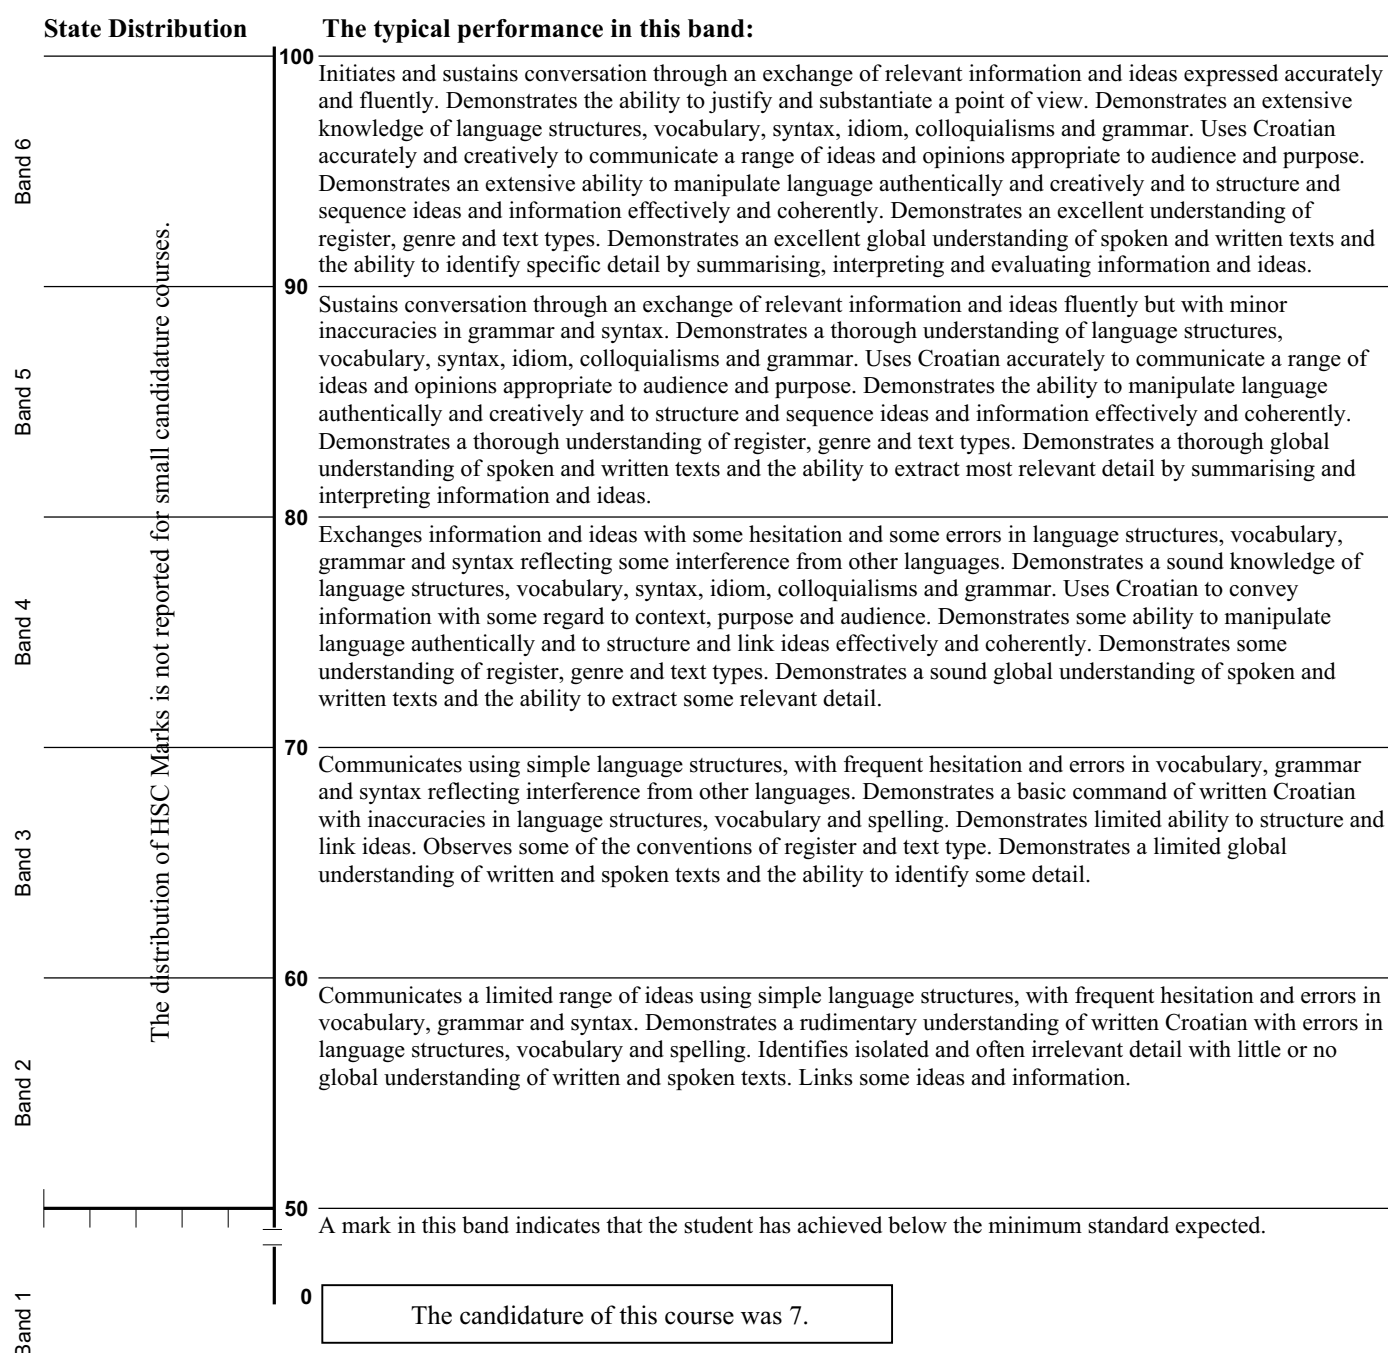 State Distribution
The typical performance in this band:
100
Initiates and sustains conversation through an exchange of relevant information and ideas expressed accurately
and fluently. Demonstrates the ability to justify and substantiate a point of view. Demonstrates an extensive
knowledge of language structures, vocabulary, syntax, idiom, colloquialisms and grammar. Uses Croatian
accurately and creatively to communicate a range of ideas and opinions appropriate to audience and purpose.
Demonstrates an extensive ability to manipulate language authentically and creatively and to structure and
sequence ideas and information effectively and coherently. Demonstrates an excellent understanding of
register, genre and text types. Demonstrates an excellent global understanding of spoken and written texts and
the ability to identify specific detail by summarising, interpreting and evaluating information and ideas.
Band 6
The distribution of HSC Marks is not reported for small candidature courses.
90
Sustains conversation through an exchange of relevant information and ideas fluently but with minor
inaccuracies in grammar and syntax. Demonstrates a thorough understanding of language structures,
vocabulary, syntax, idiom, colloquialisms and grammar. Uses Croatian accurately to communicate a range of
ideas and opinions appropriate to audience and purpose. Demonstrates the ability to manipulate language
authentically and creatively and to structure and sequence ideas and information effectively and coherently.
Demonstrates a thorough understanding of register, genre and text types. Demonstrates a thorough global
understanding of spoken and written texts and the ability to extract most relevant detail by summarising and
interpreting information and ideas.
Band 5
80
Exchanges information and ideas with some hesitation and some errors in language structures, vocabulary,
grammar and syntax reflecting some interference from other languages. Demonstrates a sound knowledge of
language structures, vocabulary, syntax, idiom, colloquialisms and grammar. Uses Croatian to convey
information with some regard to context, purpose and audience. Demonstrates some ability to manipulate
language authentically and to structure and link ideas effectively and coherently. Demonstrates some
understanding of register, genre and text types. Demonstrates a sound global understanding of spoken and
written texts and the ability to extract some relevant detail.
Band 4
70
Communicates using simple language structures, with frequent hesitation and errors in vocabulary, grammar
and syntax reflecting interference from other languages. Demonstrates a basic command of written Croatian
with inaccuracies in language structures, vocabulary and spelling. Demonstrates limited ability to structure and
link ideas. Observes some of the conventions of register and text type. Demonstrates a limited global
understanding of written and spoken texts and the ability to identify some detail.
Band 3
60
Communicates a limited range of ideas using simple language structures, with frequent hesitation and errors in
vocabulary, grammar and syntax. Demonstrates a rudimentary understanding of written Croatian with errors in
language structures, vocabulary and spelling. Identifies isolated and often irrelevant detail with little or no
global understanding of written and spoken texts. Links some ideas and information.
Band 2
50
A mark in this band indicates that the student has achieved below the minimum standard expected.
0
Band 1
The candidature of this course was 7.